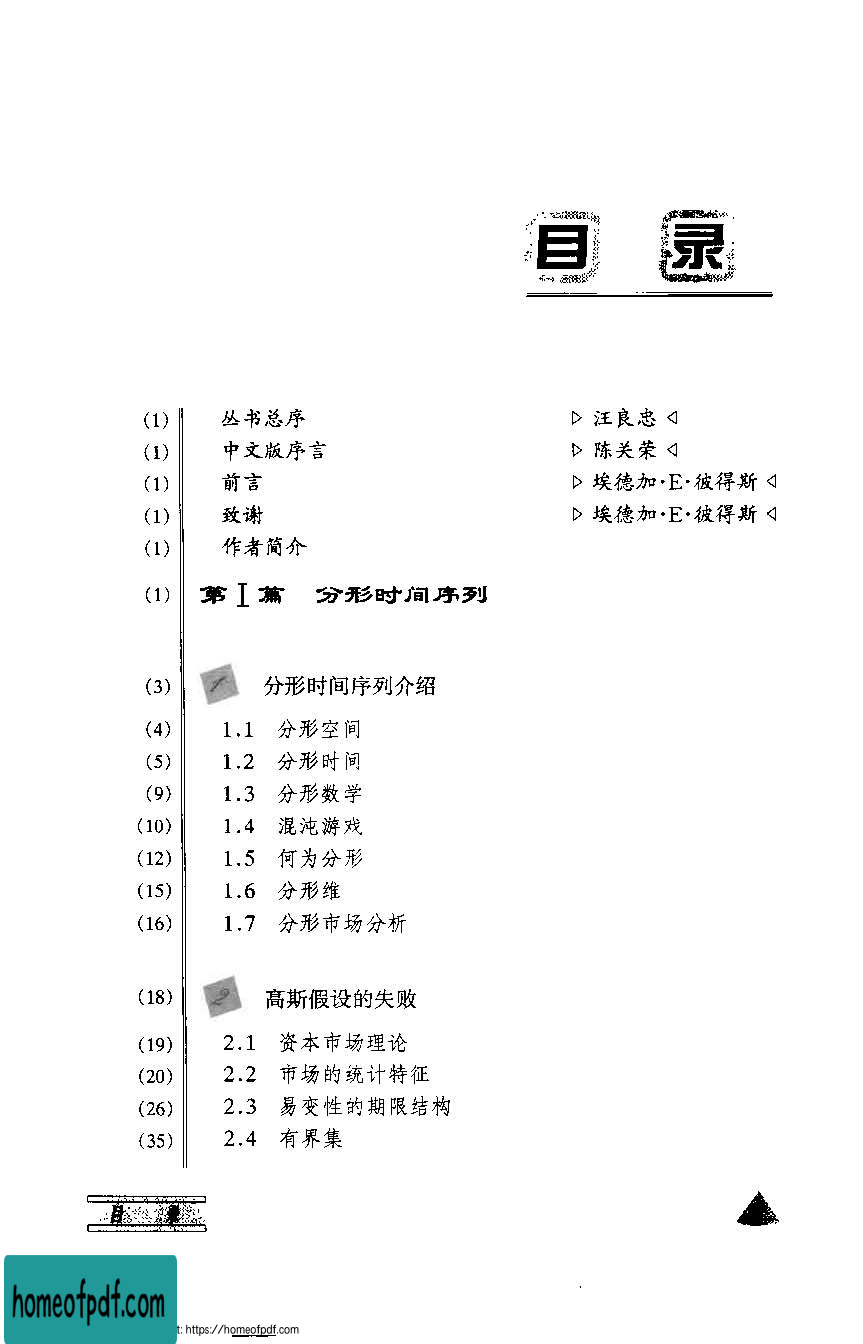 目 录
(1) 丛书总序 ▷ 汪良忠 ◁
(1) 中文版序言 ▷ 陈关荣 ◁
(1) 前言 ▷ 埃德加·E·彼得斯 ◁
(1) 致谢 ▷ 埃德加·E·彼得斯 ◁
(1) 作者简介
(1) 第Ⅰ篇 分形时间序列
(3) 1 分形时间序列介绍
(4) 1.1 分形空间
(5) 1.2 分形时间
(9) 1.3 分形数学
(10) 1.4 混沌游戏
(12) 1.5 何为分形
(15) 1.6 分形维
(16) 1.7 分形市场分析
(18) 2 高斯假设的失败
(19) 2.1 资本市场理论
(20) 2.2 市场的统计特征
(26) 2.3 易变性的期限结构
(35) 2.4 有界集
目 录
homeofpdf.com
t: https://homeofpdf.com